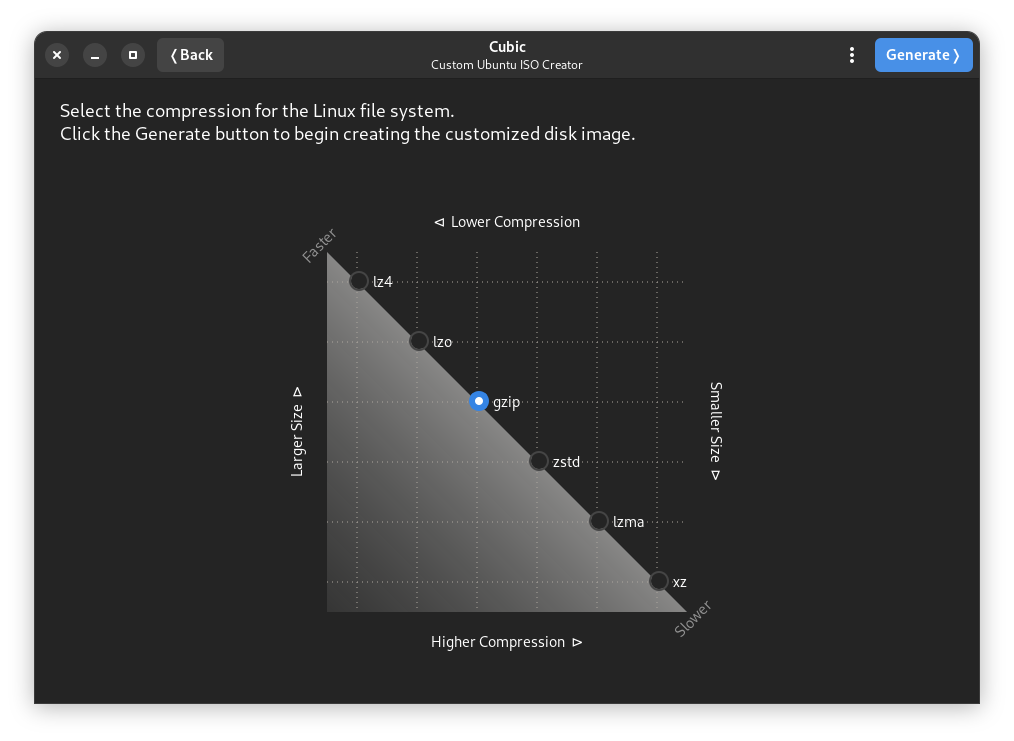 ❬Back
Cubic
Custom Ubuntu ISO Creator
Generate❭
Select the compression for the Linux file system.
Click the Generate button to begin creating the customized disk image.
⊲ Lower Compression
Faster
lz4
lzo
gzip
zstd
lzma
xz
Larger Size ⊳
Smaller Size ⊳
Slower
Higher Compression ⊳